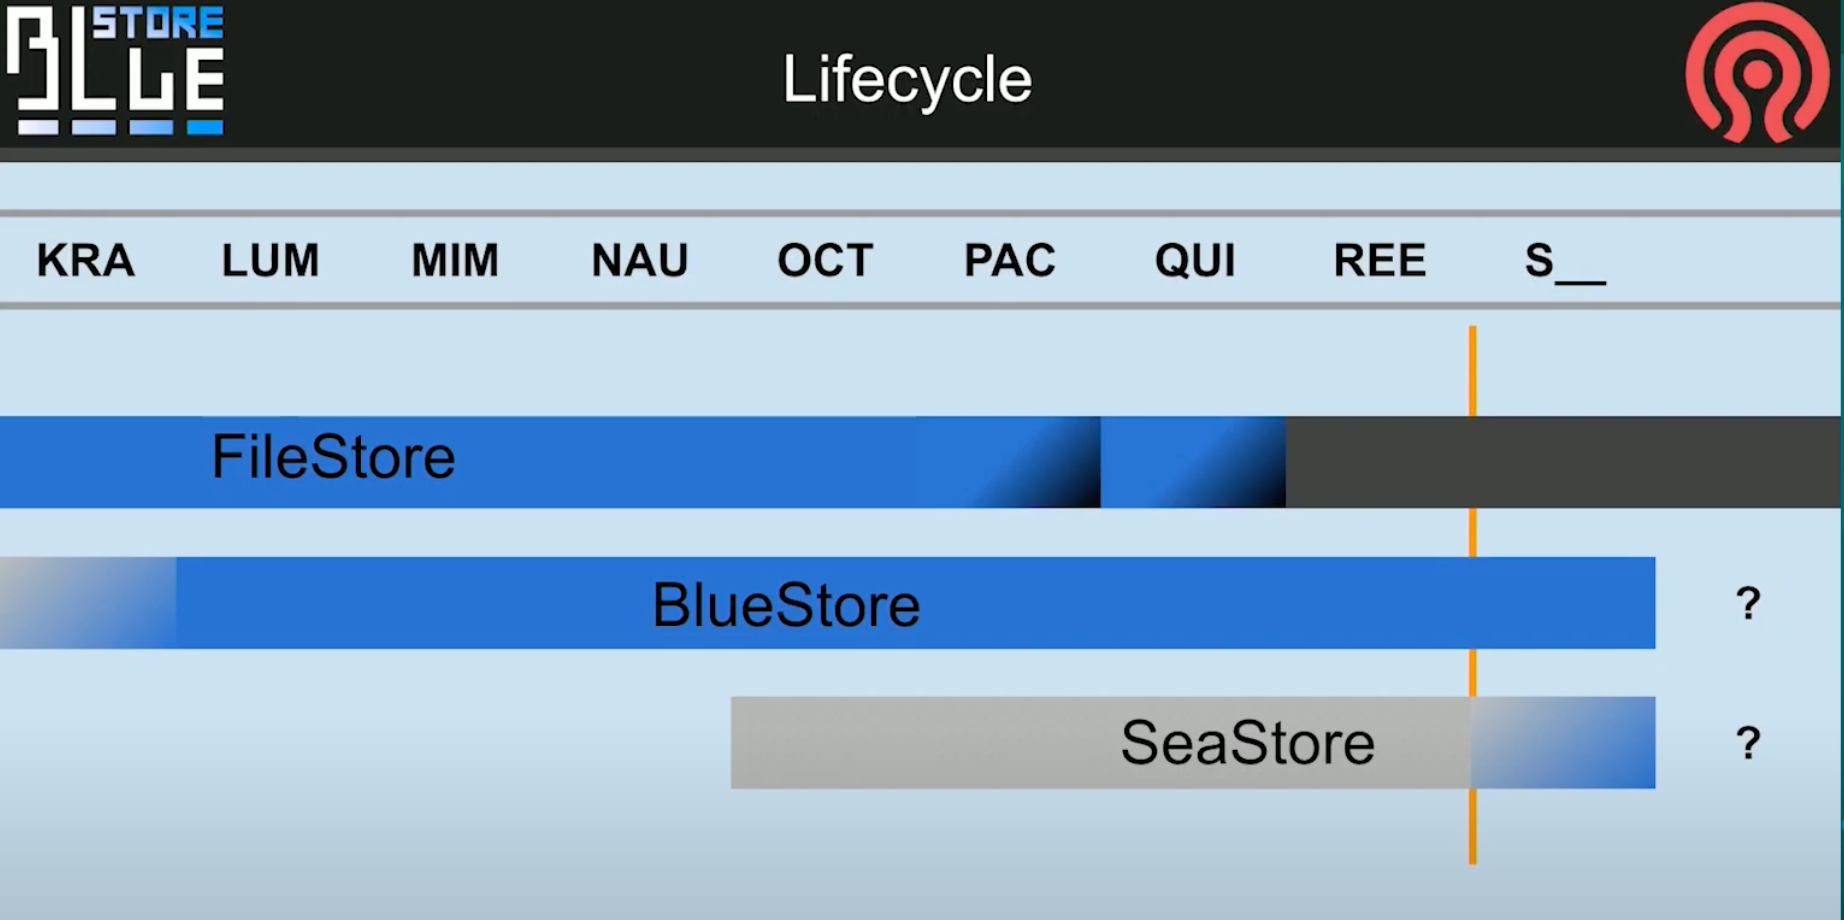 STORE
BLUE
Lifecycle
KRA LUM MIM NAU OCT PAC QUI REE S__
FileStore
BlueStore ?
SeaStore ?